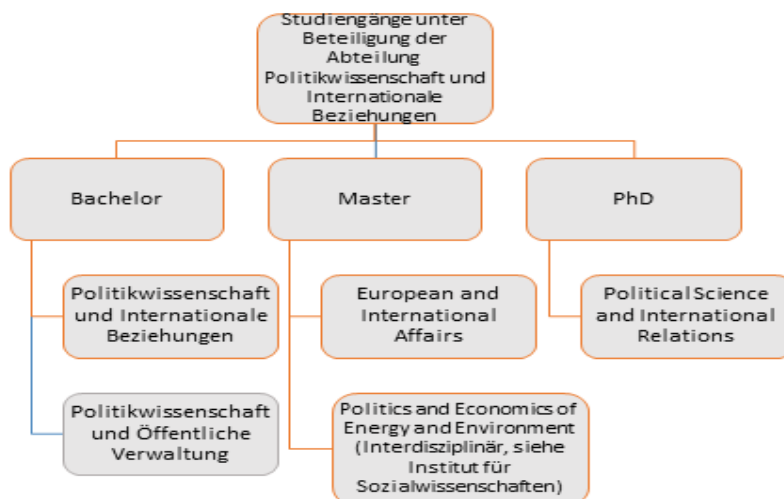 Studiengänge unter
Beteiligung der
Abteilung
Politikwissenschaft und
Internationale
Beziehungen
Bachelor
Master
PhD
Politikwissenschaft
und Internationale
Beziehungen
European and
International
Affairs
Political Science
and International
Relations
Politikwissenschaft
und Öffentliche
Verwaltung
Politics and Economics of
Energy and Environment
(Interdisziplinär, siehe
Institut für
Sozialwissenschaften)